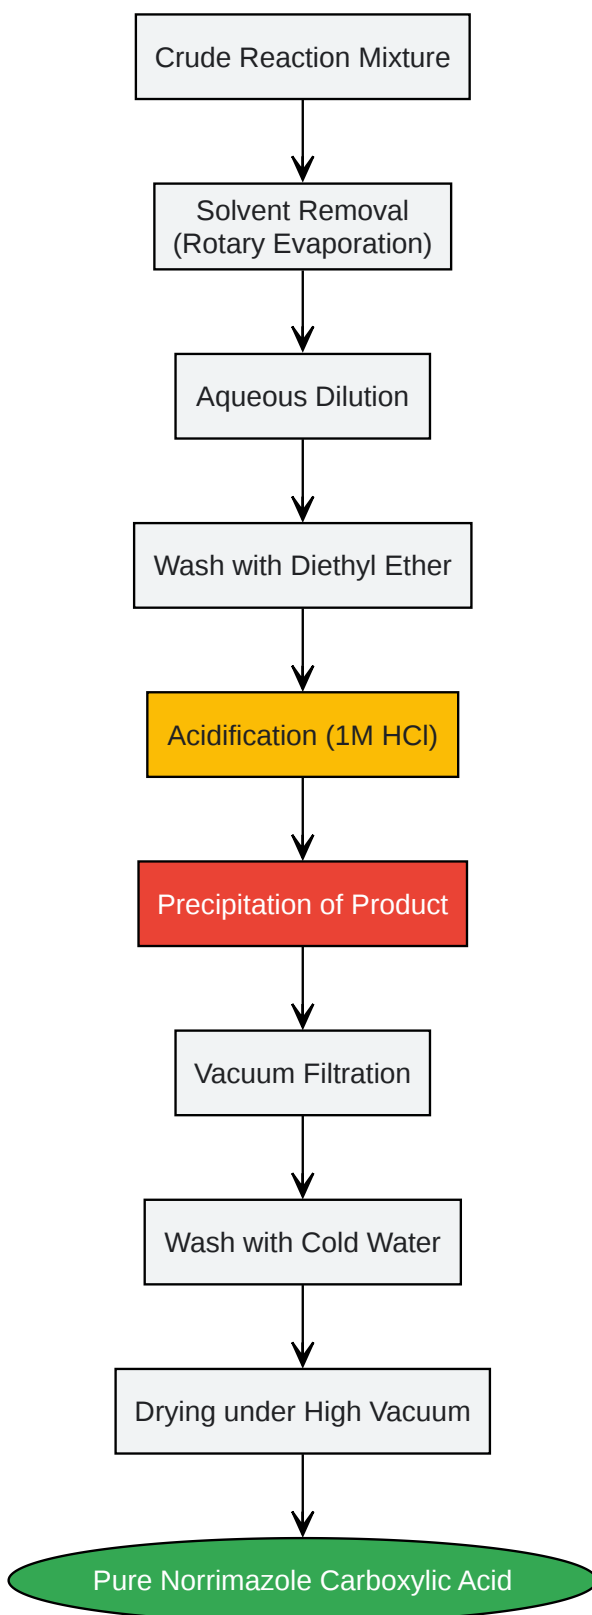 Crude Reaction Mixture
Solvent Removal
(Rotary Evaporation)
Aqueous Dilution
Wash with Diethyl Ether
Acidification (1M HCl)
Precipitation of Product
Vacuum Filtration
Wash with Cold Water
Drying under High Vacuum
Pure Norrimazole Carboxylic Acid